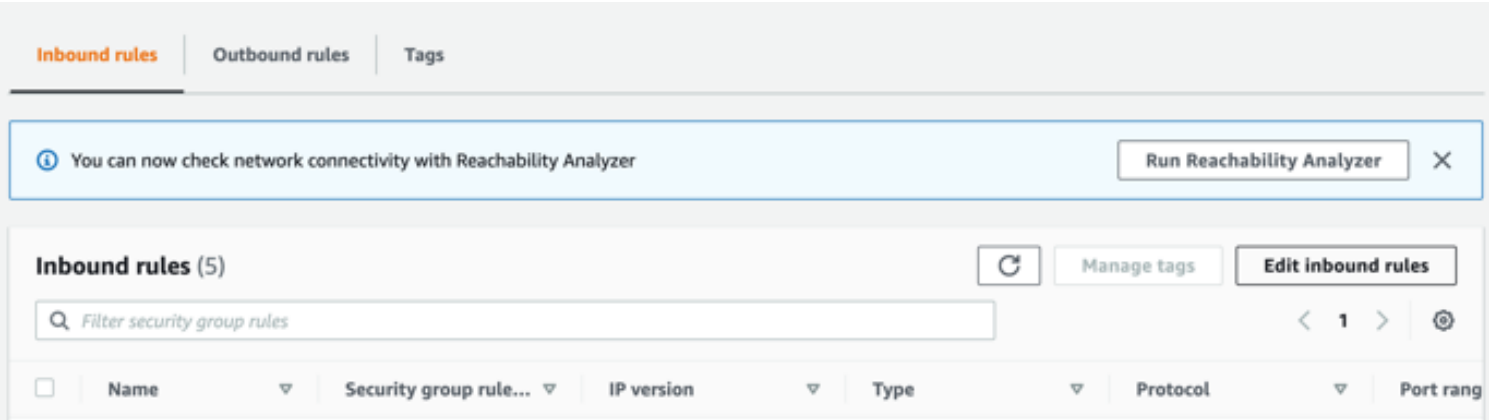 Inbound rules Outbound rules Tags
You can now check network connectivity with Reachability Analyzer Run Reachability Analyzer
Inbound rules (5) Manage tags Edit inbound rules
Filter security group rules 1
Name Security group rule... IP version Type Protocol Port rang